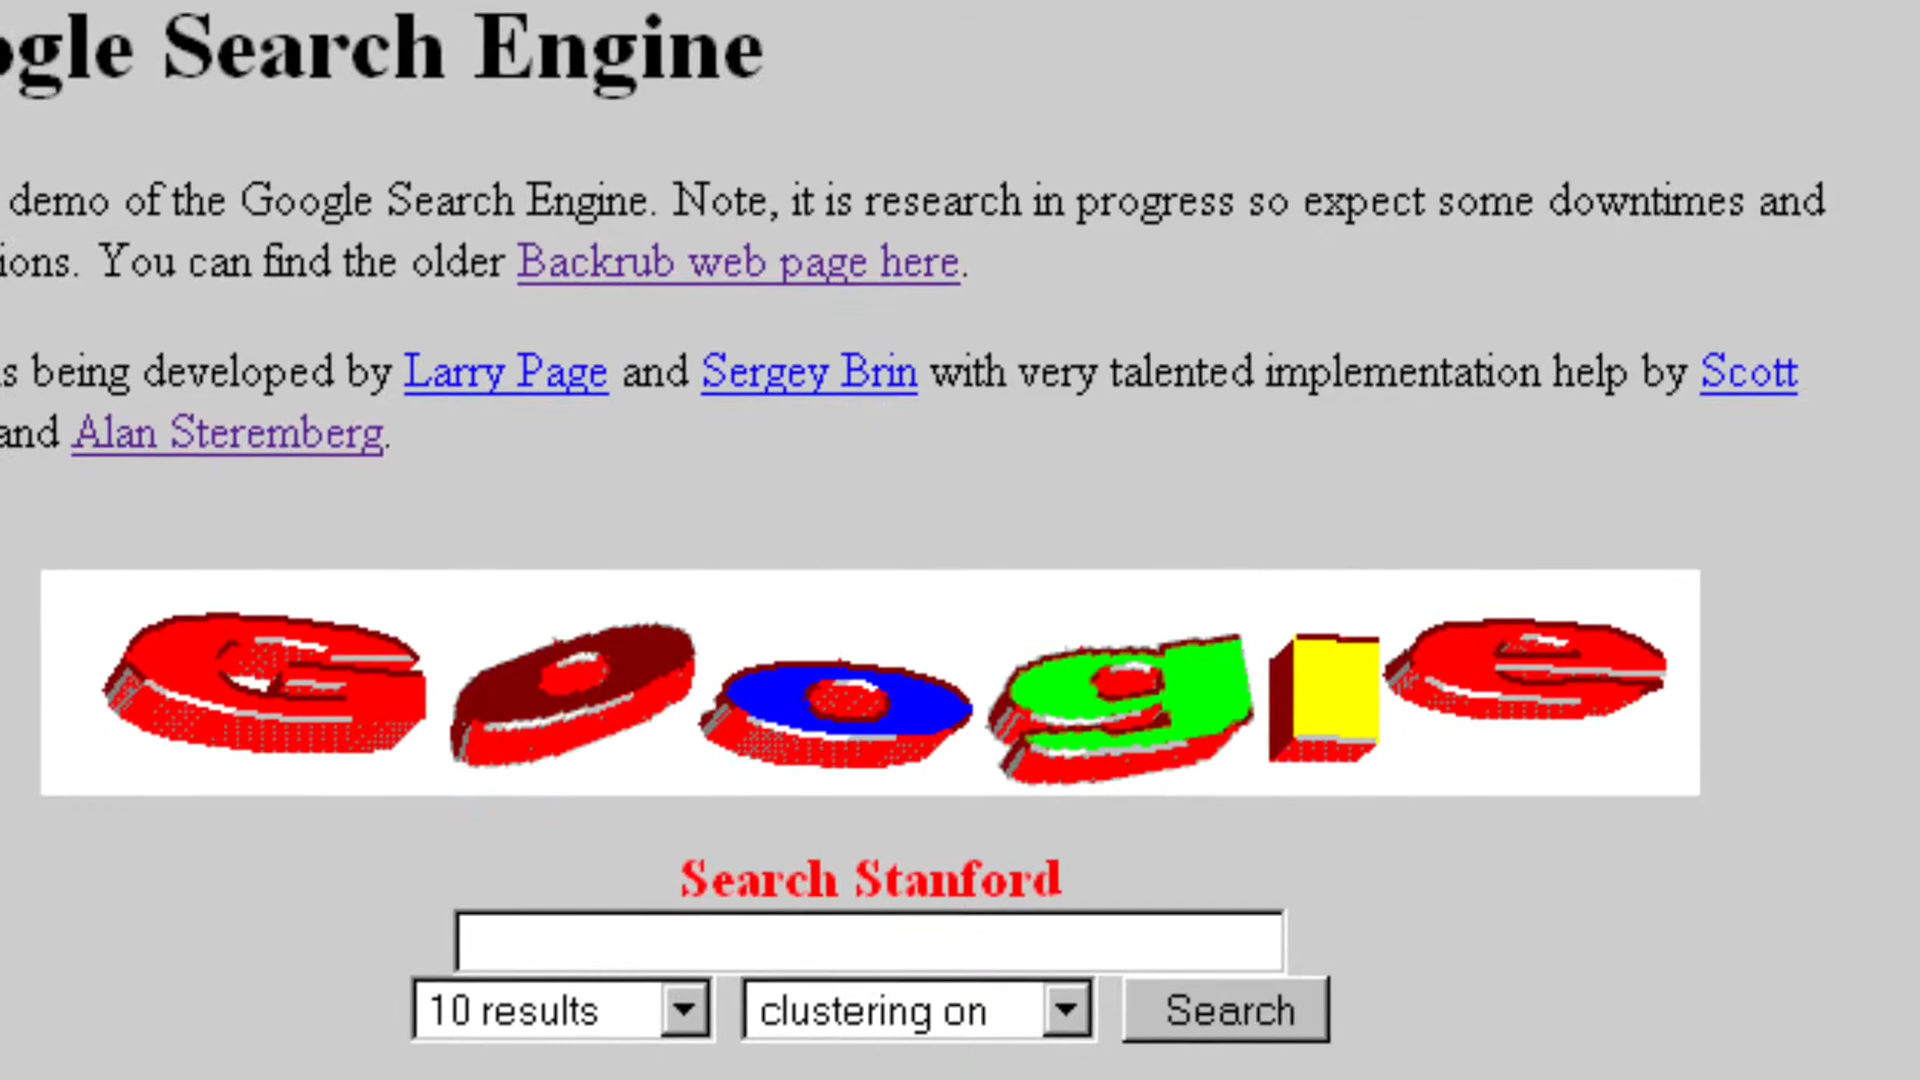 ogle Search Engine
demo of the Google Search Engine. Note, it is research in progress so expect some downtimes and
ions. You can find the older Backrub web page here.
s being developed by Larry Page and Sergey Brin with very talented implementation help by Scott
and Alan Steremberg.
Google
Search Stanford
10 results clustering on Search